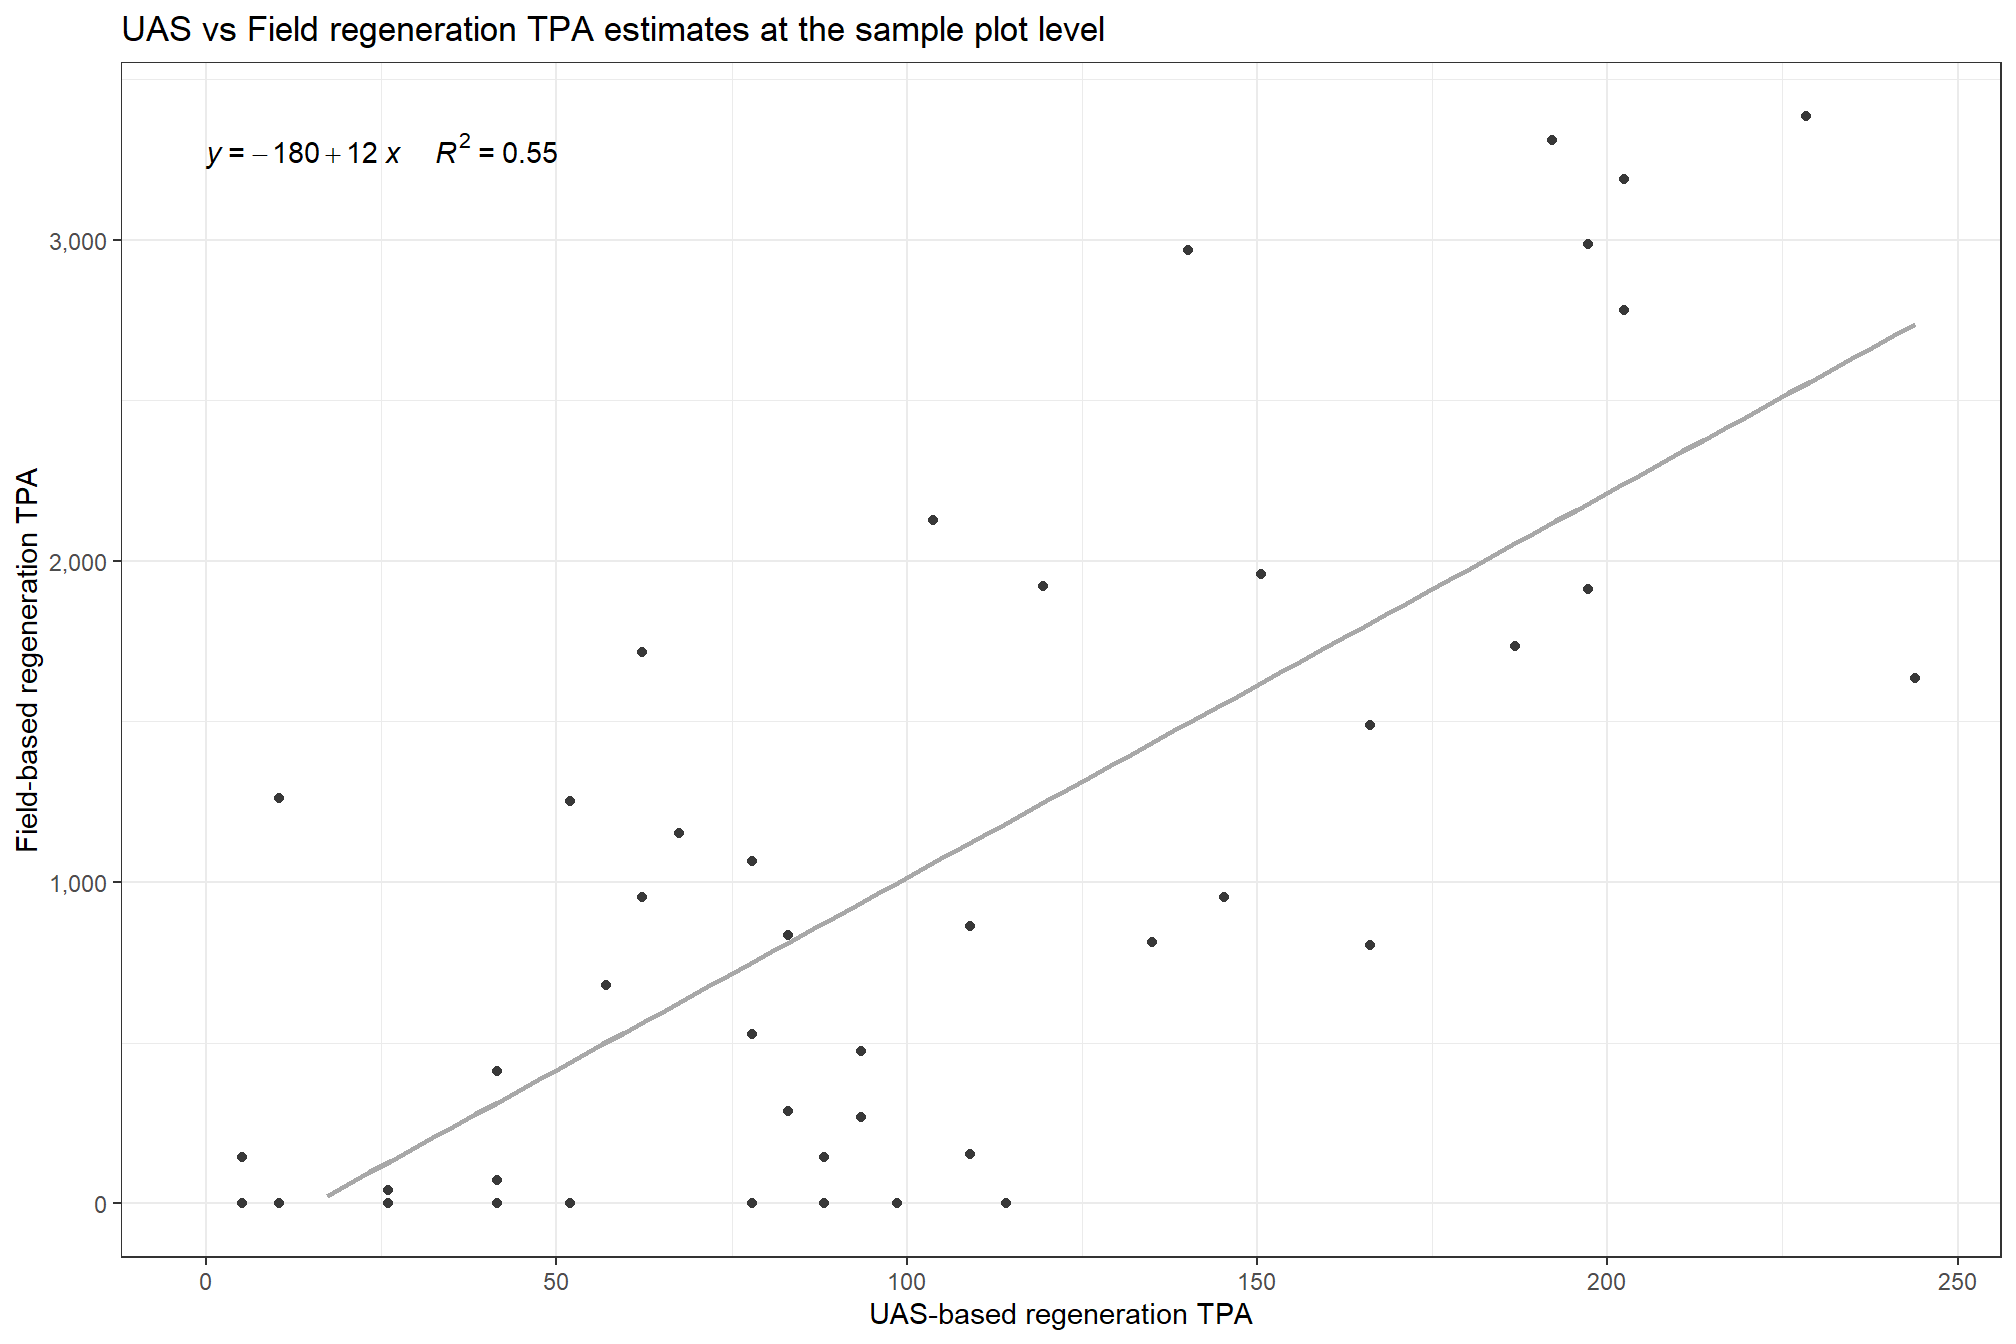 UAS vs Field regeneration TPA estimates at the sample plot level
y = −180 + 12 x R² = 0.55
Field-based regeneration TPA
3,000
2,000
1,000
0
0 50 100 150 200 250
UAS-based regeneration TPA